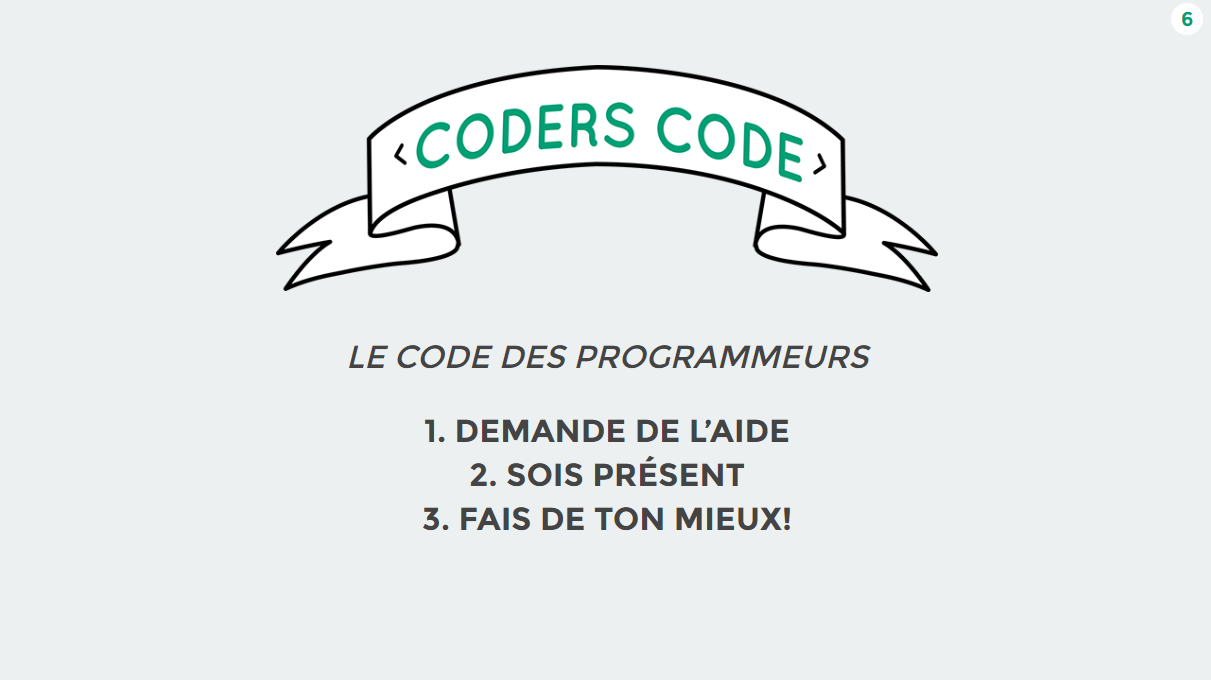 6
< CODERS CODE >
LE CODE DES PROGRAMMEURS
1. DEMANDE DE L’AIDE
2. SOIS PRÉSENT
3. FAIS DE TON MIEUX!